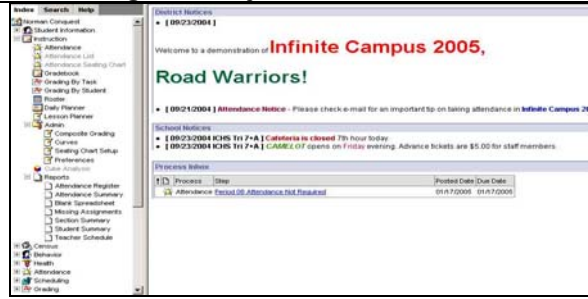 Index Search Help
Norman Conquest
Student Information
Instruction
Attendance
Attendance List
Attendance Seating Chart
Gradebook
Grading By Task
Grading By Student
Roster
Daily Planner
Lesson Planner
Admin
Composite Grading
Curves
Seating Chart Setup
Preferences
Cube Analysis
Reports
Attendance Register
Attendance Summary
Blank Spreadsheet
Missing Assignments
Section Summary
Student Summary
Teacher Schedule
Census
Behavior
Health
Attendance
Scheduling
Grading
District Notices
[ 09/23/2004 ]
Welcome to a demonstration of Infinite Campus 2005,
Road Warriors!
[ 09/21/2004 ] Attendance Notice - Please check e-mail for an important tip on taking attendance in Infinite Campus
School Notices
[ 09/23/2004 ICHS Tri 7+A ] Cafeteria is closed 7th hour today.
[ 09/23/2004 ICHS Tri 7+A ] CAMELOT opens on Friday evening. Advance tickets are $5.00 for staff members.
Process Inbox
! Process Step Posted Date Due Date
Attendance Period 08 Attendance Not Required 01/17/2005 01/17/2005